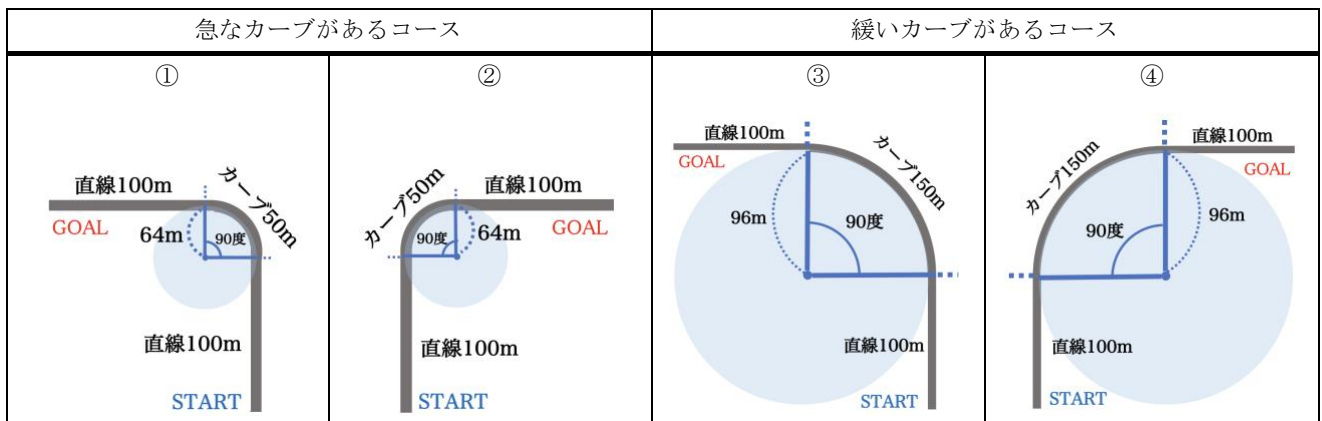 急なカーブがあるコース
緩いカーブがあるコース
①
②
③
④
直線100m
カーブ50m
GOAL
64m
90度
直線100m
START
カーブ50m
直線100m
90度
64m
GOAL
直線100m
START
直線100m
カーブ150m
GOAL
96m
90度
直線100m
START
カーブ150m
直線100m
GOAL
90度
96m
直線100m
START